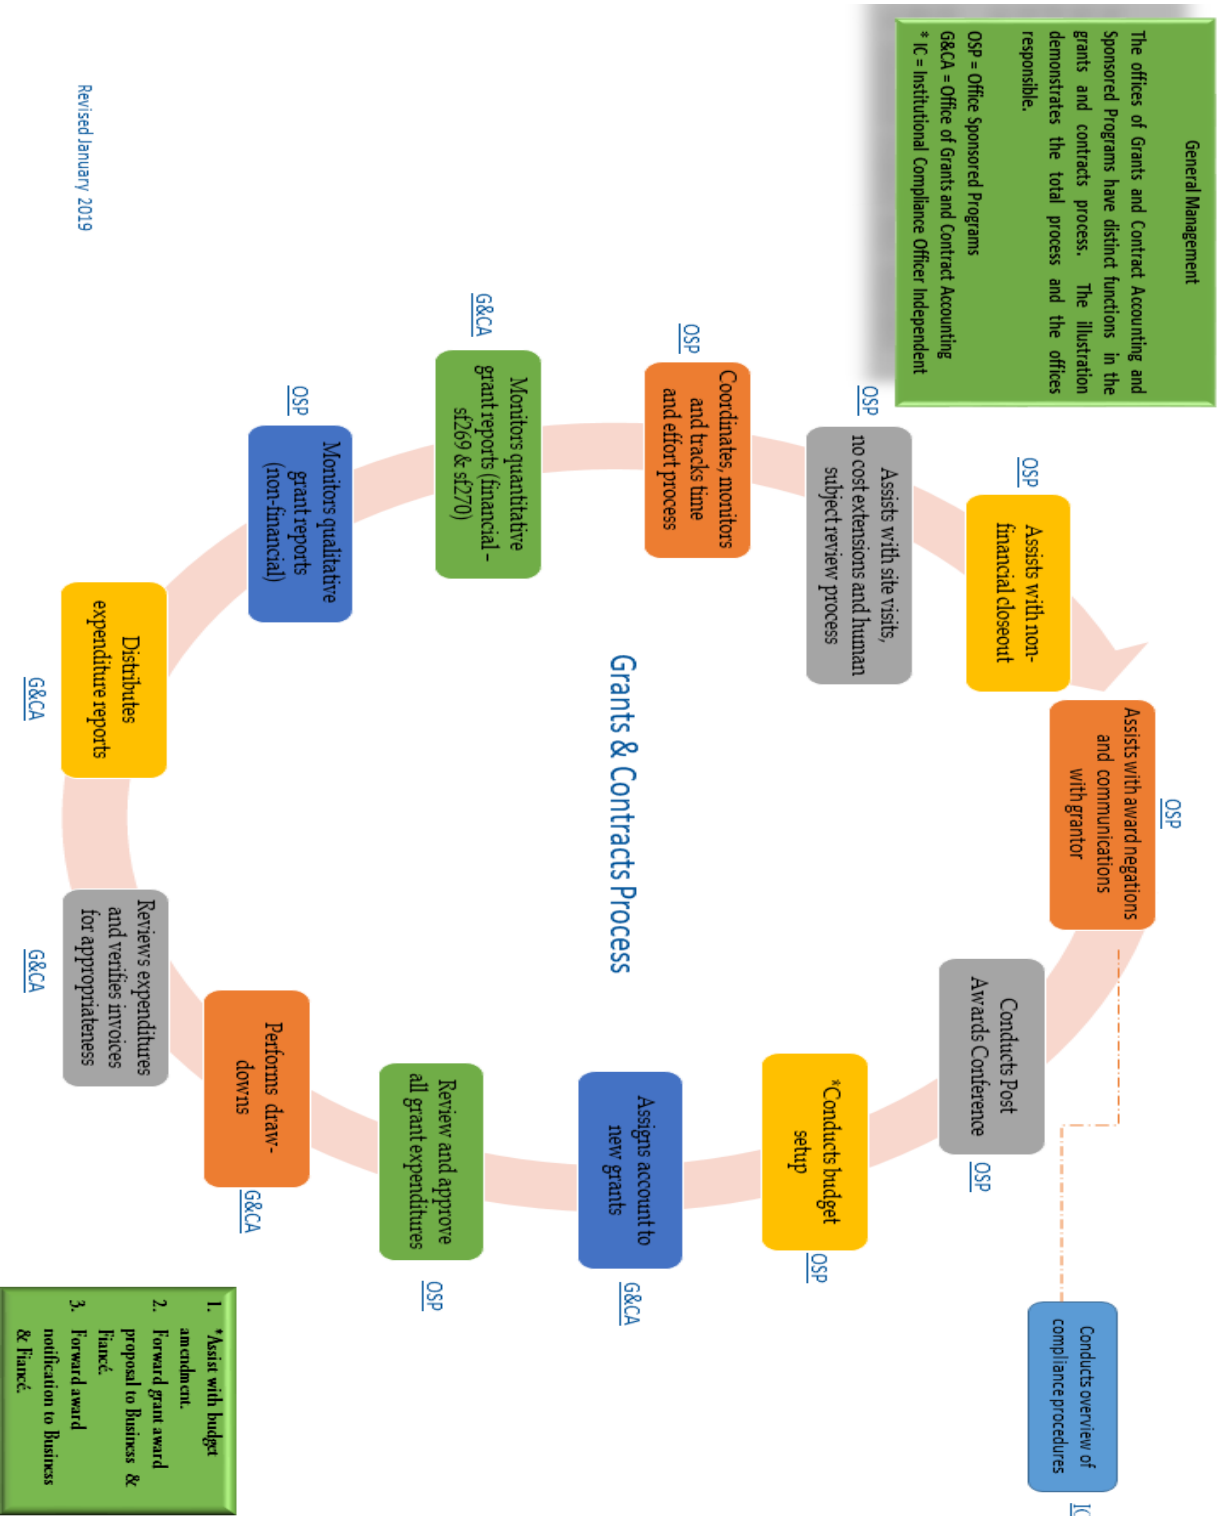 General Management
The offices of Grants and Contract Accounting and
Sponsored Programs have distinct functions in the
grants and contracts process. The illustration
demonstrates the total process and the offices
responsible.
OSP = Office Sponsored Programs
G&CA = Office of Grants and Contract Accounting
* IC = Institutional Compliance Officer Independent
OSP
Assists with award negations
and communications
with grantor
Conducts overview of
compliance procedures
IC
Conducts Post
Awards Conference
OSP
*Conducts budget
setup
OSP
Assigns account to
new grants
G&CA
Review and approve
all grant expenditures
OSP
Performs draw-
downs
G&CA
Reviews expenditures
and verifies invoices
for appropriateness
G&CA
Distributes
expenditure reports
G&CA
OSP
Monitors qualitative
grant reports
(non-financial)
G&CA
Monitors quantitative
grant reports (financial –
sf269 & sf270)
OSP
Coordinates, monitors
and tracks time
and effort process
OSP
Assists with site visits,
no cost extensions and human
subject review process
OSP
Assists with non-
financial closeout
Grants & Contracts Process
1. *Assist with budget
amendment.
2. Forward grant award
proposal to Business &
Fiancé.
3. Forward award
notification to Business
& Fiancé.
Revised January 2019